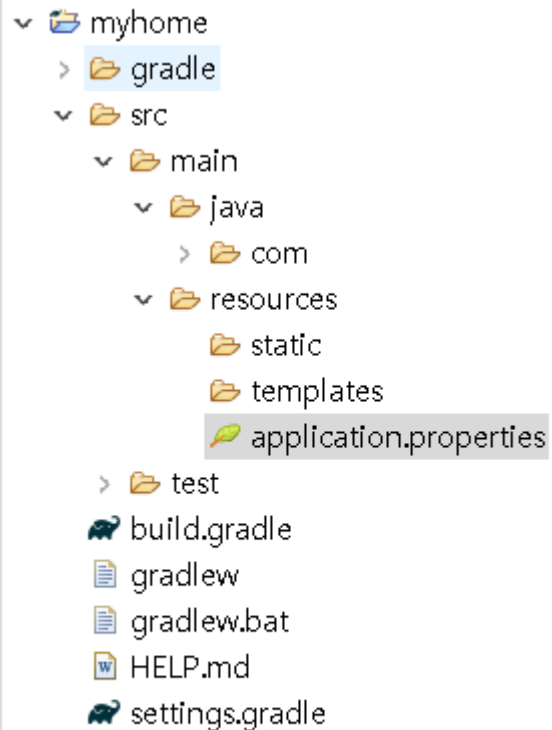 myhome
gradle
src
main
java
com
resources
static
templates
application.properties
test
build.gradle
gradlew
gradlew.bat
HELP.md
settings.gradle